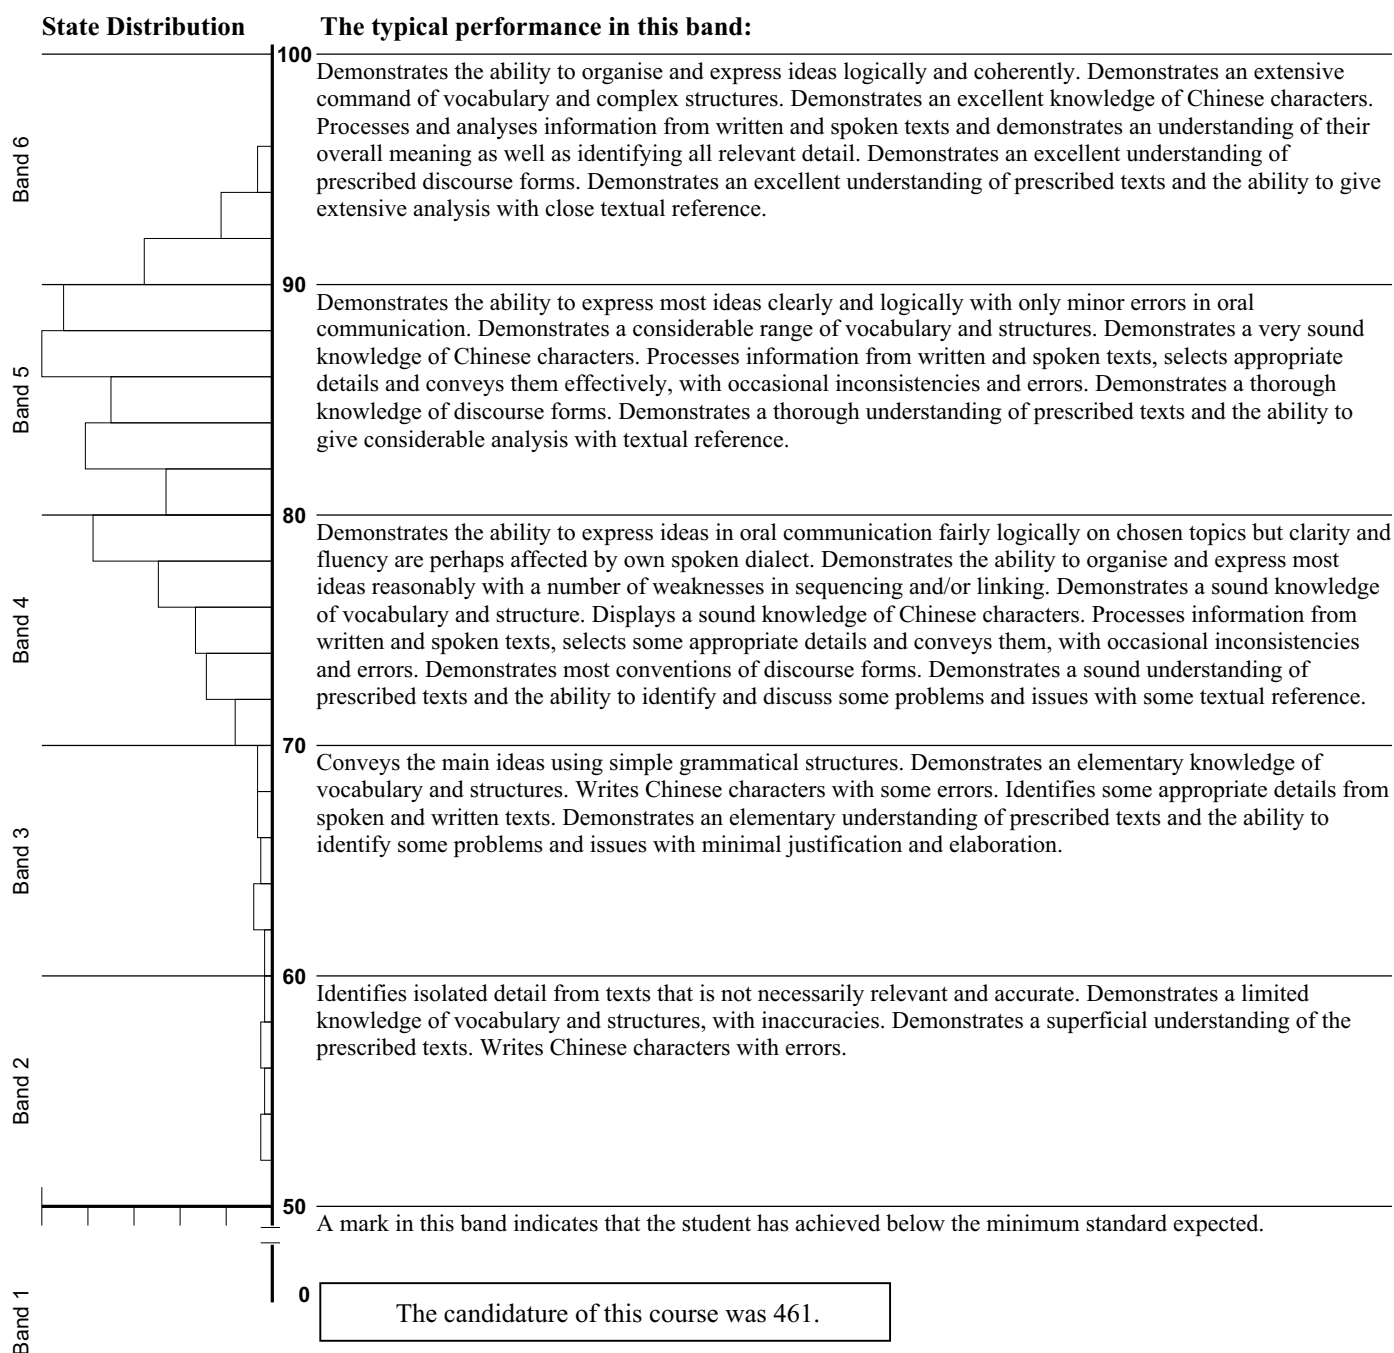 State Distribution
The typical performance in this band:
100
Band 6
Demonstrates the ability to organise and express ideas logically and coherently. Demonstrates an extensive
command of vocabulary and complex structures. Demonstrates an excellent knowledge of Chinese characters.
Processes and analyses information from written and spoken texts and demonstrates an understanding of their
overall meaning as well as identifying all relevant detail. Demonstrates an excellent understanding of
prescribed discourse forms. Demonstrates an excellent understanding of prescribed texts and the ability to give
extensive analysis with close textual reference.
90
Band 5
Demonstrates the ability to express most ideas clearly and logically with only minor errors in oral
communication. Demonstrates a considerable range of vocabulary and structures. Demonstrates a very sound
knowledge of Chinese characters. Processes information from written and spoken texts, selects appropriate
details and conveys them effectively, with occasional inconsistencies and errors. Demonstrates a thorough
knowledge of discourse forms. Demonstrates a thorough understanding of prescribed texts and the ability to
give considerable analysis with textual reference.
80
Band 4
Demonstrates the ability to express ideas in oral communication fairly logically on chosen topics but clarity and
fluency are perhaps affected by own spoken dialect. Demonstrates the ability to organise and express most
ideas reasonably with a number of weaknesses in sequencing and/or linking. Demonstrates a sound knowledge
of vocabulary and structure. Displays a sound knowledge of Chinese characters. Processes information from
written and spoken texts, selects some appropriate details and conveys them, with occasional inconsistencies
and errors. Demonstrates most conventions of discourse forms. Demonstrates a sound understanding of
prescribed texts and the ability to identify and discuss some problems and issues with some textual reference.
70
Band 3
Conveys the main ideas using simple grammatical structures. Demonstrates an elementary knowledge of
vocabulary and structures. Writes Chinese characters with some errors. Identifies some appropriate details from
spoken and written texts. Demonstrates an elementary understanding of prescribed texts and the ability to
identify some problems and issues with minimal justification and elaboration.
60
Band 2
Identifies isolated detail from texts that is not necessarily relevant and accurate. Demonstrates a limited
knowledge of vocabulary and structures, with inaccuracies. Demonstrates a superficial understanding of the
prescribed texts. Writes Chinese characters with errors.
50
A mark in this band indicates that the student has achieved below the minimum standard expected.
Band 1
0
The candidature of this course was 461.